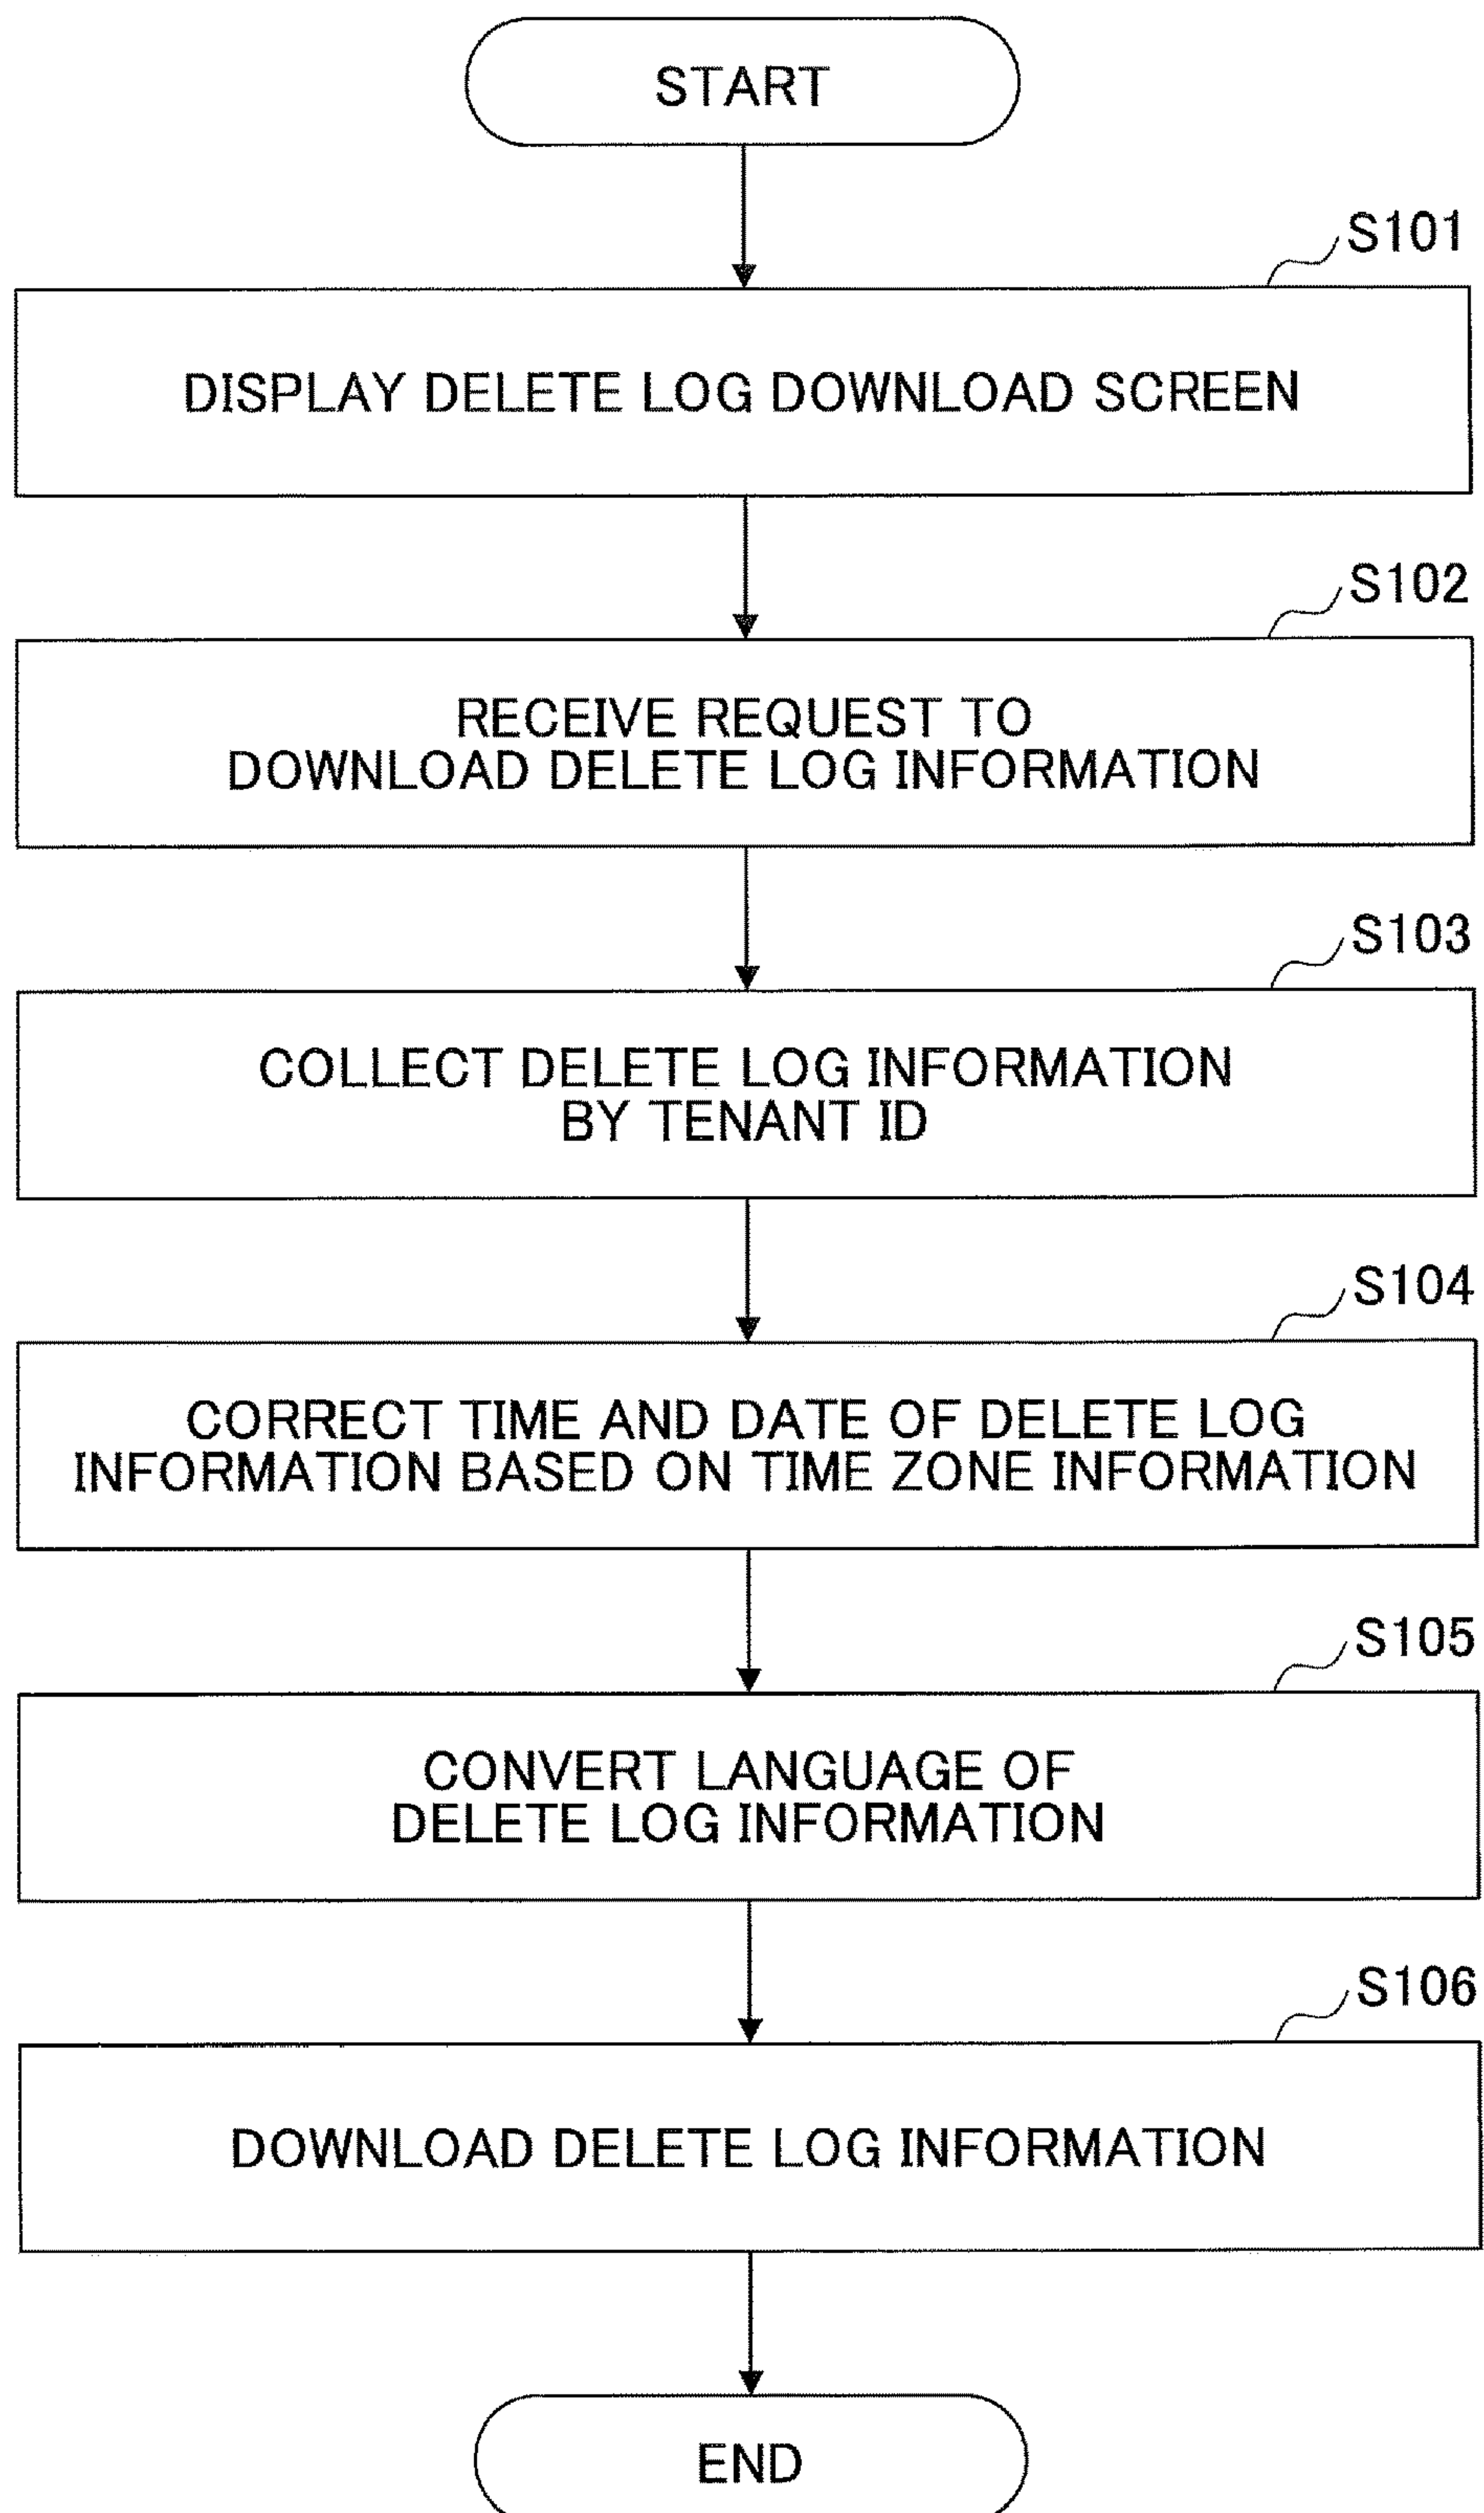 START
S101
DISPLAY DELETE LOG DOWNLOAD SCREEN
S102
RECEIVE REQUEST TO
DOWNLOAD DELETE LOG INFORMATION
S103
COLLECT DELETE LOG INFORMATION
BY TENANT ID
S104
CORRECT TIME AND DATE OF DELETE LOG
INFORMATION BASED ON TIME ZONE INFORMATION
S105
CONVERT LANGUAGE OF
DELETE LOG INFORMATION
S106
DOWNLOAD DELETE LOG INFORMATION
END